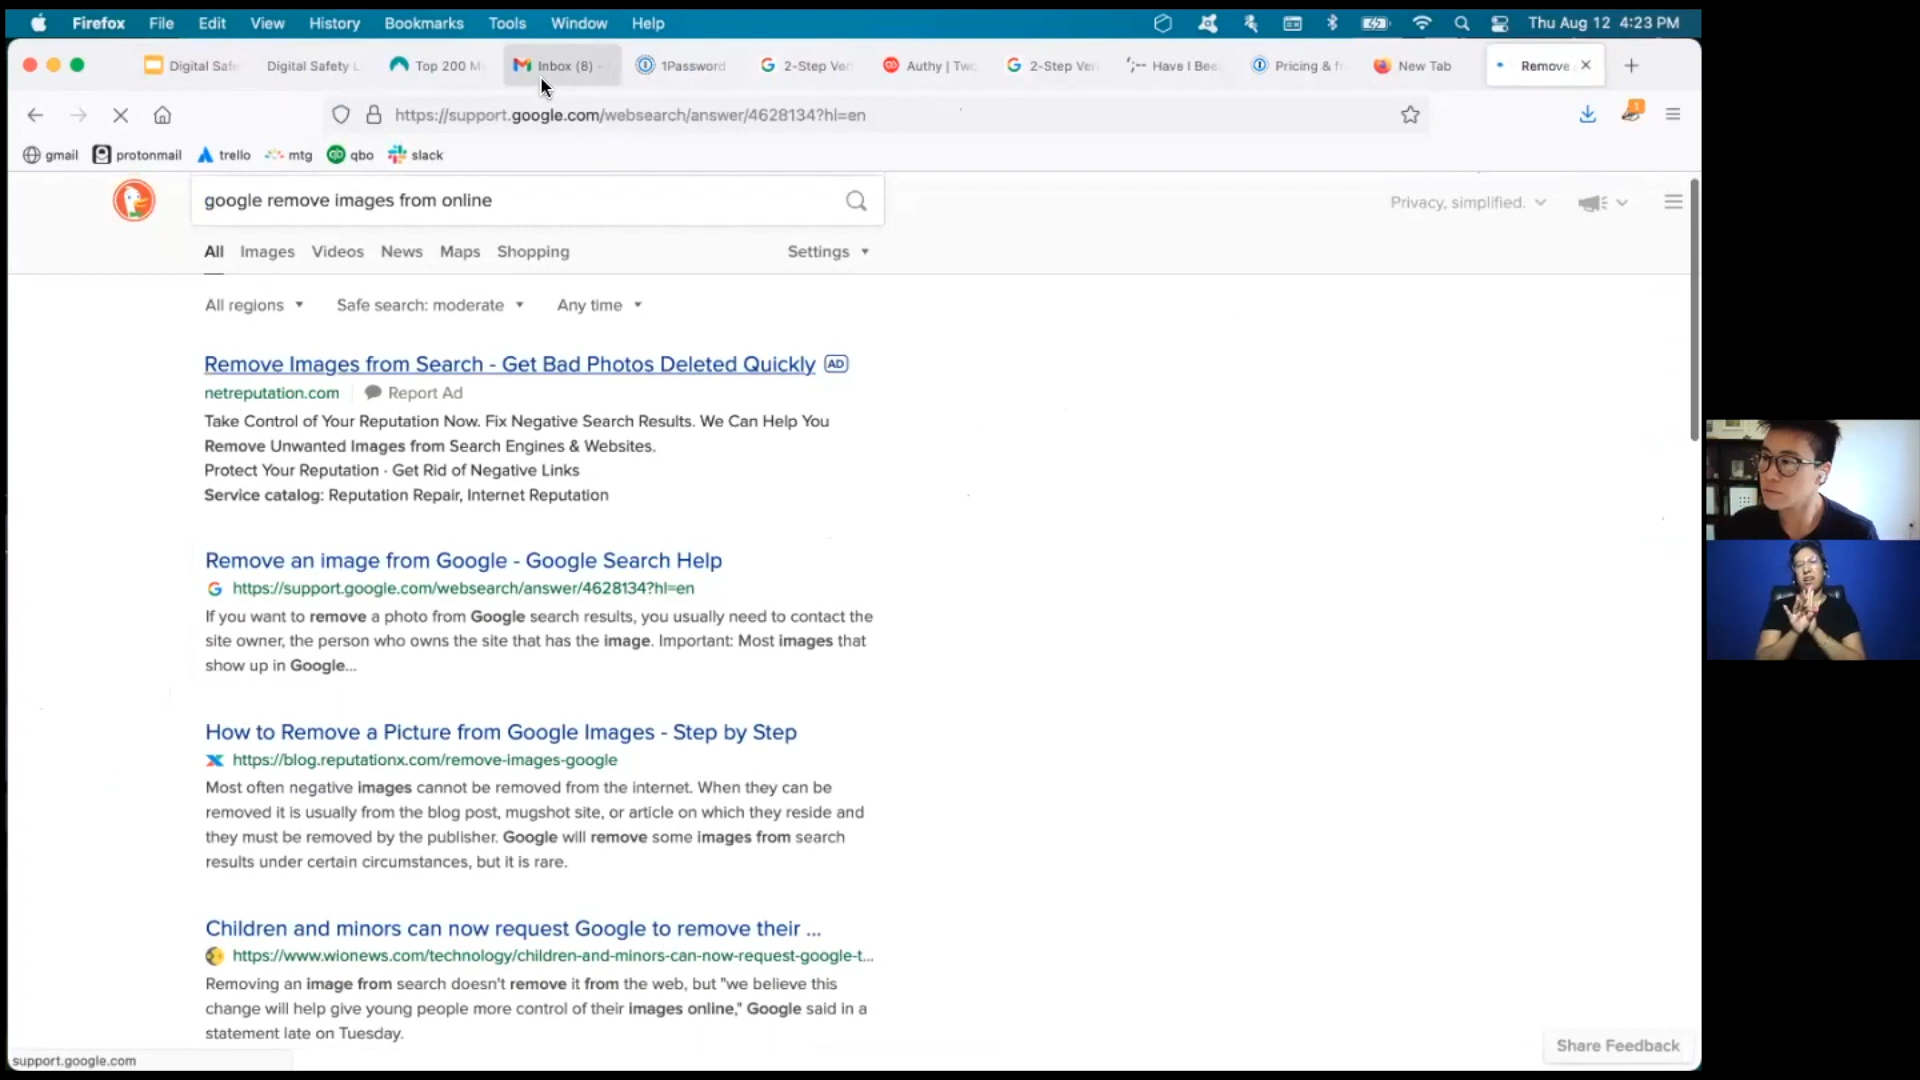 Firefox File Edit View History Bookmarks Tools Window Help Thu Aug 12 4:23 PM
Digital Safe Digital Safety L Top 200 M Inbox (8) 1Password 2-Step Veri Authy | Two 2-Step Veri Have I Bee Pricing & f New Tab Remove
https://support.google.com/websearch/answer/4628134?hl=en
gmail protonmail trello mtg qbo slack
google remove images from online
Privacy, simplified.
All Images Videos News Maps Shopping Settings
All regions Safe search: moderate Any time
Remove Images from Search - Get Bad Photos Deleted Quickly AD
netreputation.com Report Ad
Take Control of Your Reputation Now. Fix Negative Search Results. We Can Help You
Remove Unwanted Images from Search Engines & Websites.
Protect Your Reputation · Get Rid of Negative Links
Service catalog: Reputation Repair, Internet Reputation
Remove an image from Google - Google Search Help
https://support.google.com/websearch/answer/4628134?hl=en
If you want to remove a photo from Google search results, you usually need to contact the
site owner, the person who owns the site that has the image. Important: Most images that
show up in Google...
How to Remove a Picture from Google Images - Step by Step
https://blog.reputationx.com/remove-images-google
Most often negative images cannot be removed from the internet. When they can be
removed it is usually from the blog post, mugshot site, or article on which they reside and
they must be removed by the publisher. Google will remove some images from search
results under certain circumstances, but it is rare.
Children and minors can now request Google to remove their ...
https://www.wionews.com/technology/children-and-minors-can-now-request-google-t...
Removing an image from search doesn't remove it from the web, but "we believe this
change will help give young people more control of their images online," Google said in a
statement late on Tuesday.
Share Feedback
support.google.com